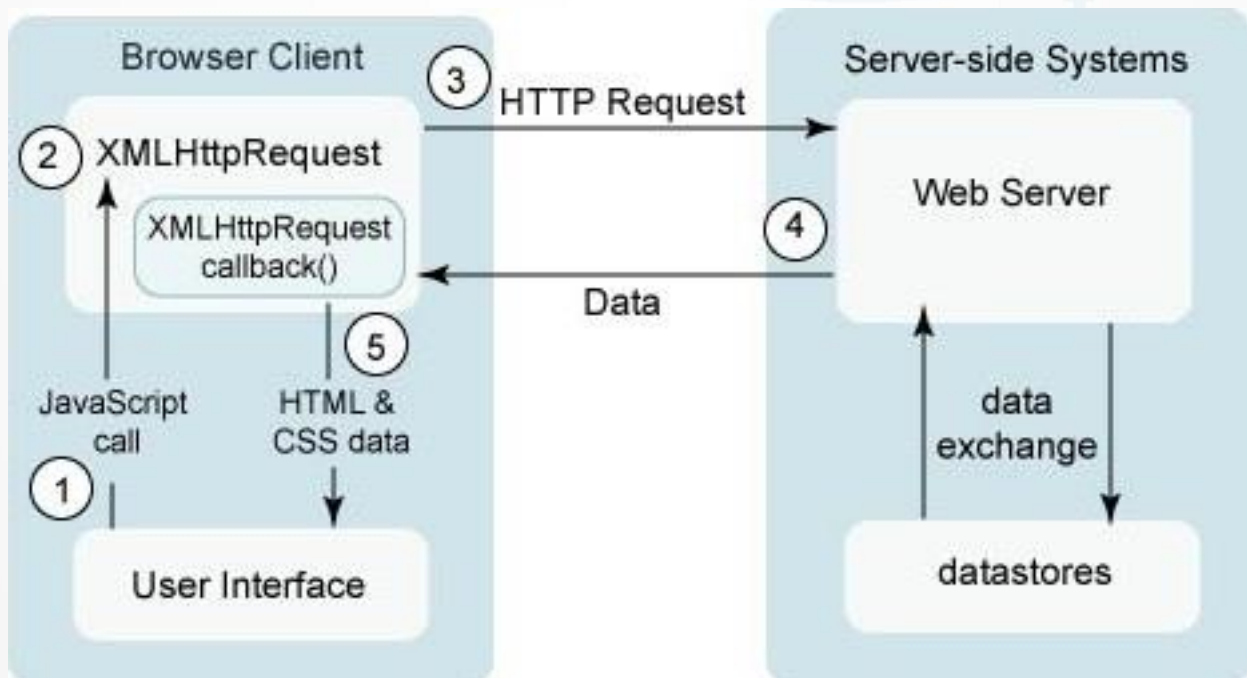 Browser Client
3
HTTP Request
2
XMLHttpRequest
XMLHttpRequest
callback()
Data
5
JavaScript
call
HTML &
CSS data
1
User Interface
Server-side Systems
Web Server
4
data
exchange
datastores